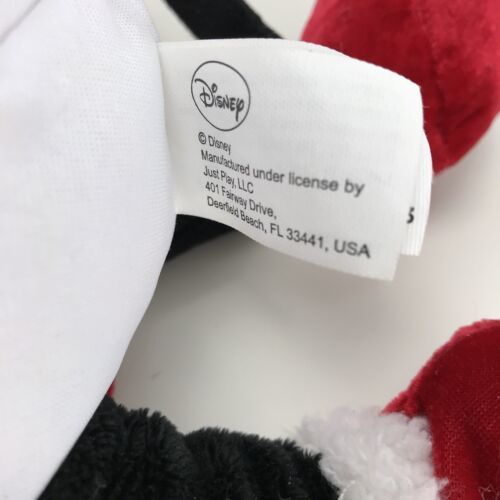 Disney
© Disney
Manufactured under license by
Just Play, LLC
401 Fairway Drive,
Deerfield Beach, FL 33441, USA